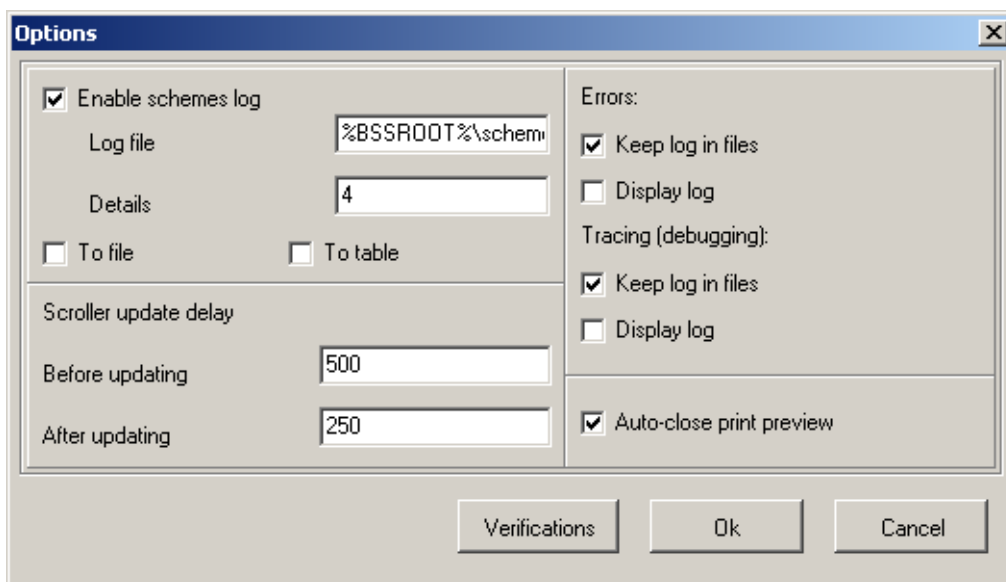 Options
Enable schemes log
Log file
%BSSROOT%\schem
Details
4
To file
To table
Scroller update delay
Before updating
500
After updating
250
Errors:
Keep log in files
Display log
Tracing (debugging):
Keep log in files
Display log
Auto-close print preview
Verifications
Ok
Cancel